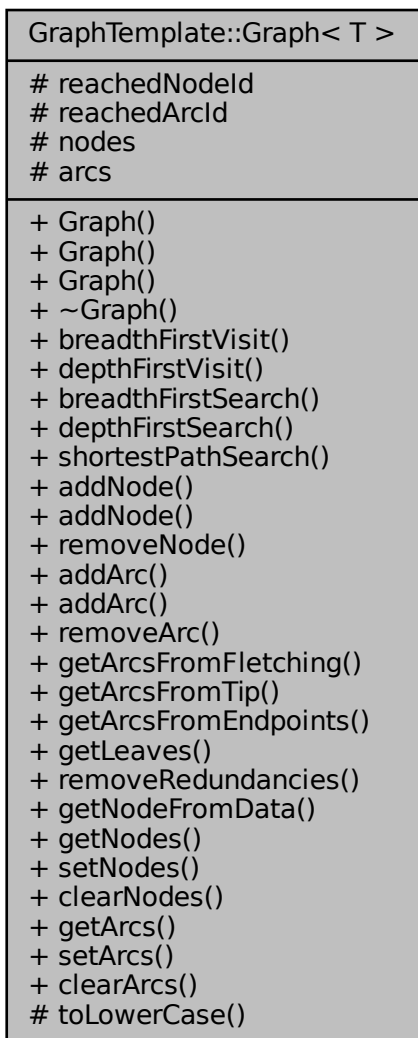 GraphTemplate::Graph< T >
# reachedNodeId
# reachedArcId
# nodes
# arcs
+ Graph()
+ Graph()
+ Graph()
+ ~Graph()
+ breadthFirstVisit()
+ depthFirstVisit()
+ breadthFirstSearch()
+ depthFirstSearch()
+ shortestPathSearch()
+ addNode()
+ addNode()
+ removeNode()
+ addArc()
+ addArc()
+ removeArc()
+ getArcsFromFletching()
+ getArcsFromTip()
+ getArcsFromEndpoints()
+ getLeaves()
+ removeRedundancies()
+ getNodeFromData()
+ getNodes()
+ setNodes()
+ clearNodes()
+ getArcs()
+ setArcs()
+ clearArcs()
# toLowerCase()